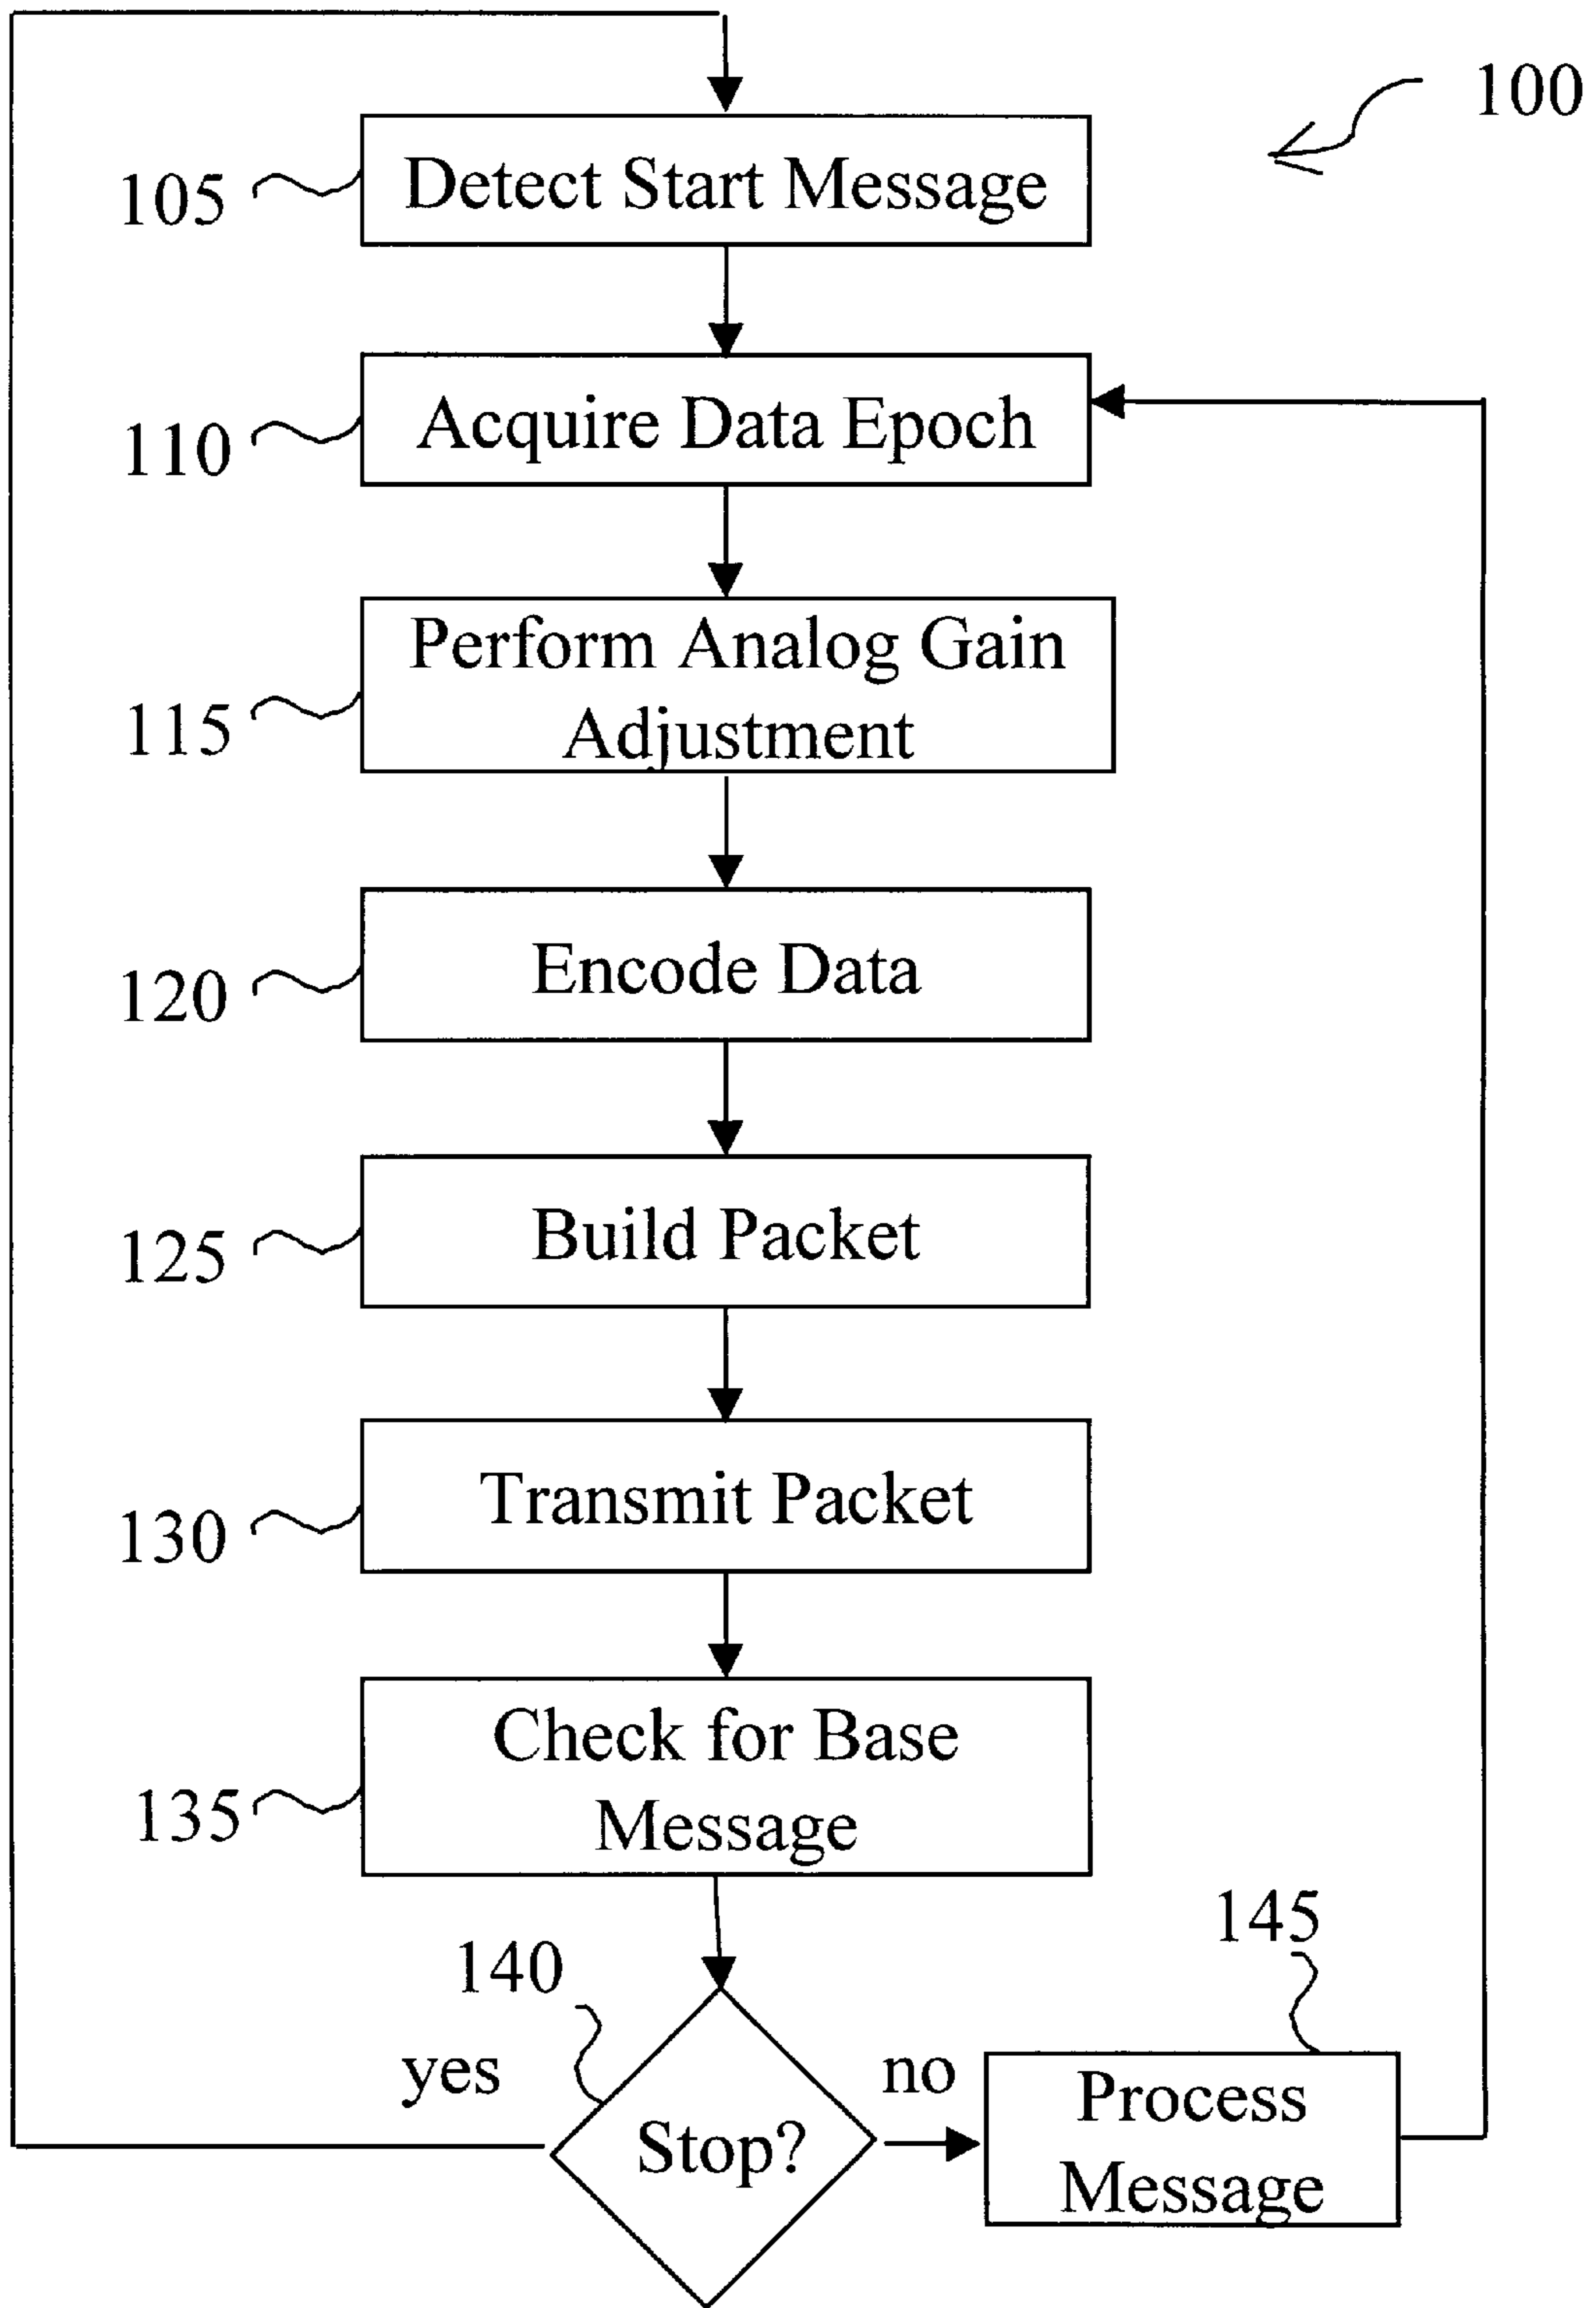 100
105
Detect Start Message
110
Acquire Data Epoch
115
Perform Analog Gain
Adjustment
120
Encode Data
125
Build Packet
130
Transmit Packet
135
Check for Base
Message
140
145
yes
no
Stop?
Process
Message